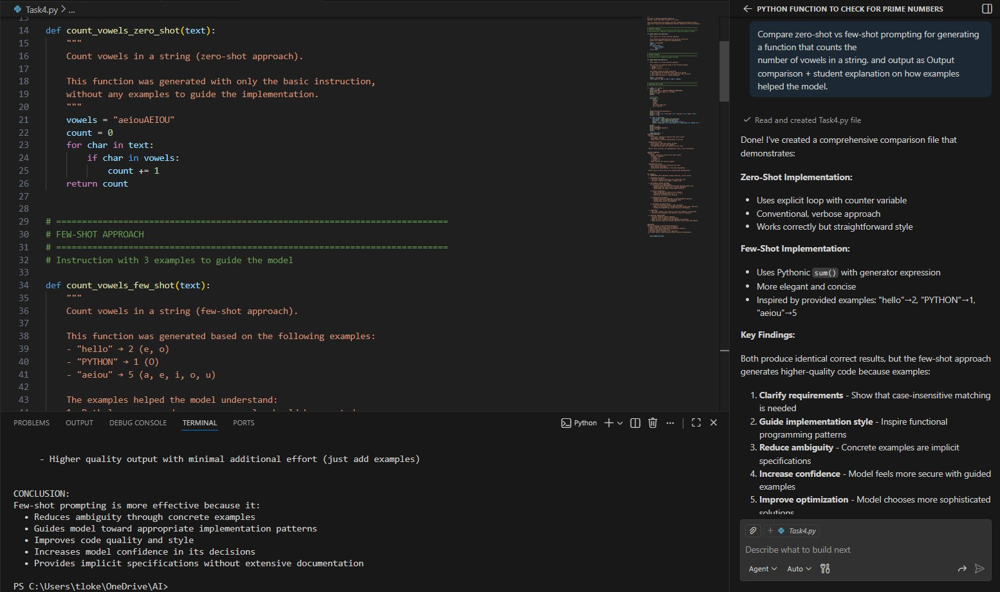 Task4.py > ...
13
14 def count_vowels_zero_shot(text):
15 """
16 Count vowels in a string (zero-shot approach).
17
18 This function was generated with only the basic instruction,
19 without any examples to guide the implementation.
20 """
21 vowels = "aeiouAEIOU"
22 count = 0
23 for char in text:
24 if char in vowels:
25 count += 1
26 return count
27
28
29 # ============================================================================
30 # FEW-SHOT APPROACH
31 # ============================================================================
32 # Instruction with 3 examples to guide the model
33
34 def count_vowels_few_shot(text):
35 """
36 Count vowels in a string (few-shot approach).
37
38 This function was generated based on the following examples:
39 - "hello" → 2 (e, o)
40 - "PYTHON" → 1 (O)
41 - "aeiou" → 5 (a, e, i, o, u)
42
43 The examples helped the model understand:
PROBLEMS OUTPUT DEBUG CONSOLE TERMINAL PORTS
Python
- Higher quality output with minimal additional effort (just add examples)
CONCLUSION:
Few-shot prompting is more effective because it:
• Reduces ambiguity through concrete examples
• Guides model toward appropriate implementation patterns
• Improves code quality and style
• Increases model confidence in its decisions
• Provides implicit specifications without extensive documentation
PS C:\Users\tloke\OneDrive\AI>
PYTHON FUNCTION TO CHECK FOR PRIME NUMBERS
Compare zero-shot vs few-shot prompting for generating
a function that counts the
number of vowels in a string. and output as Output
comparison + student explanation on how examples
helped the model.
Read and created Task4.py file
Done! I've created a comprehensive comparison file that
demonstrates:
Zero-Shot Implementation:
• Uses explicit loop with counter variable
• Conventional, verbose approach
• Works correctly but straightforward style
Few-Shot Implementation:
• Uses Pythonic sum() with generator expression
• More elegant and concise
• Inspired by provided examples: "hello"→2, "PYTHON"→1,
"aeiou"→5
Key Findings:
Both produce identical correct results, but the few-shot approach
generates higher-quality code because examples:
1. Clarify requirements - Show that case-insensitive matching
is needed
2. Guide implementation style - Inspire functional
programming patterns
3. Reduce ambiguity - Concrete examples are implicit
specifications
4. Increase confidence - Model feels more secure with guided
examples
5. Improve optimization - Model chooses more sophisticated
solutions
+ Task4.py
Describe what to build next
Agent Auto